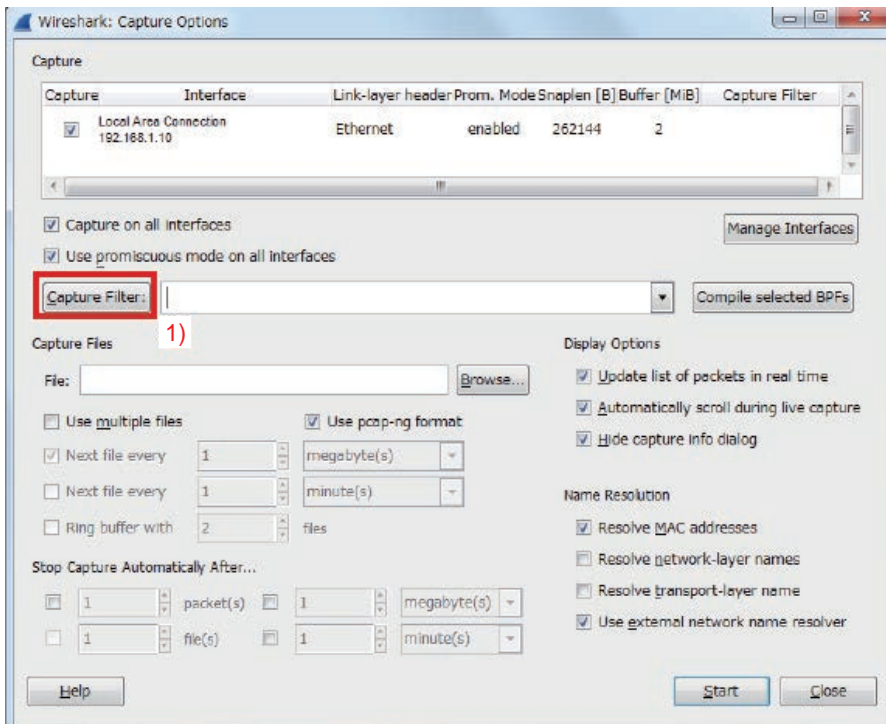 Wireshark: Capture Options
Capture
Capture Interface Link-layer header Prom. Mode Snaplen [B] Buffer [MiB] Capture Filter
Local Area Connection
192.168.1.10
Ethernet enabled 262144 2
Capture on all interfaces
Manage Interfaces
Use promiscuous mode on all interfaces
Capture Filter:
Compile selected BPFs
1)
Capture Files
Display Options
File:
Browse...
Update list of packets in real time
Automatically scroll during live capture
Use multiple files
Use pcap-ng format
Hide capture info dialog
Next file every 1 megabyte(s)
Next file every 1 minute(s)
Name Resolution
Ring buffer with 2 files
Resolve MAC addresses
Resolve network-layer names
Stop Capture Automatically After...
Resolve transport-layer name
1 packet(s) 1 megabyte(s)
Use external network name resolver
1 file(s) 1 minute(s)
Help
Start
Close